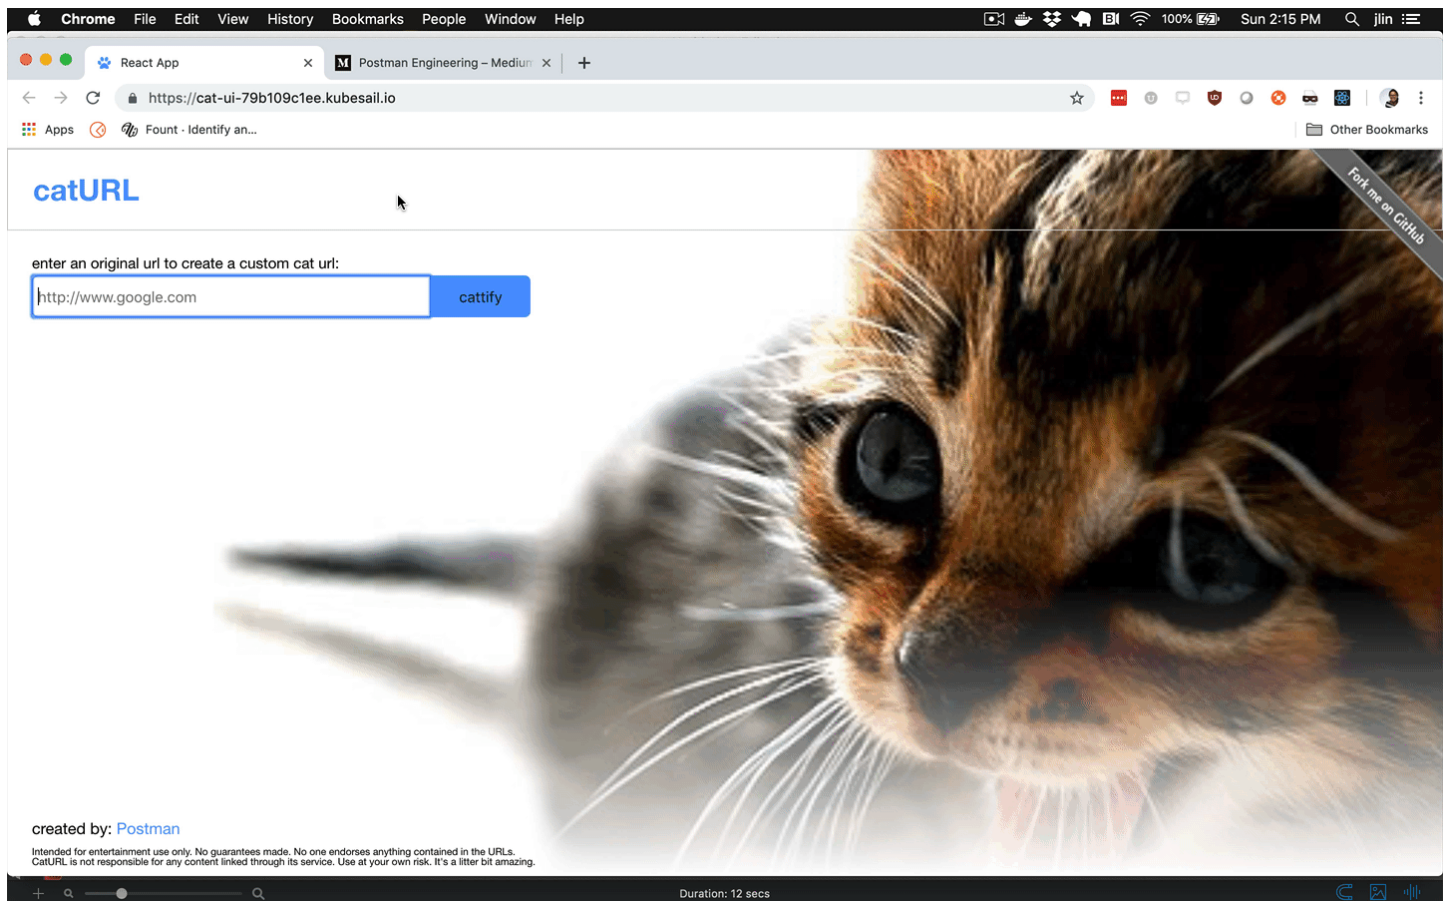 Chrome File Edit View History Bookmarks People Window Help 100% Sun 2:15 PM jlin
React App Postman Engineering – Medium
https://cat-ui-79b109c1ee.kubesail.io
Apps Fount - Identify an... Other Bookmarks
catURL
Fork me on GitHub
enter an original url to create a custom cat url:
http://www.google.com cattify
created by: Postman
Intended for entertainment use only. No guarantees made. No one endorses anything contained in the URLs.
CatURL is not responsible for any content linked through its service. Use at your own risk. It's a litter bit amazing.
Duration: 12 secs